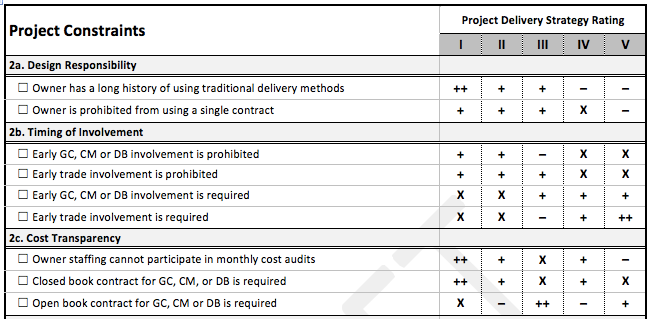 Project Constraints Project Delivery Strategy Rating
I II III IV V
2a. Design Responsibility
☐ Owner has a long history of using traditional delivery methods ++ + + − −
☐ Owner is prohibited from using a single contract + + + X −
2b. Timing of Involvement
☐ Early GC, CM or DB involvement is prohibited + + − X X
☐ Early trade involvement is prohibited + + + X X
☐ Early GC, CM or DB involvement is required X X + + +
☐ Early trade involvement is required X X − + ++
2c. Cost Transparency
☐ Owner staffing cannot participate in monthly cost audits ++ + X + −
☐ Closed book contract for GC, CM, or DB is required ++ + X + X
☐ Open book contract for GC, CM or DB is required X − ++ − +